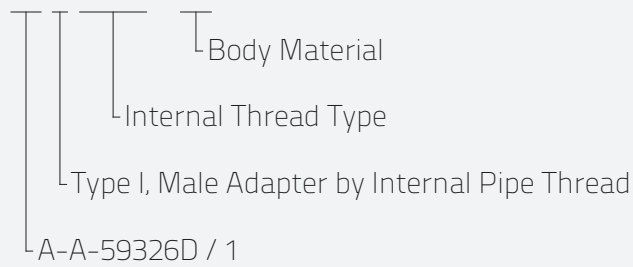 Body Material
Internal Thread Type
Type I, Male Adapter by Internal Pipe Thread
A-A-59326D / 1